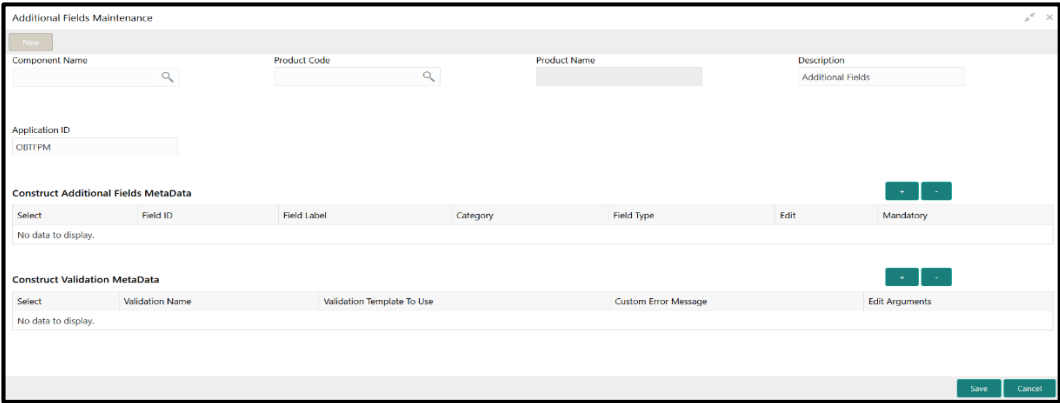 Additional Fields Maintenance
New
Component Name Product Code Product Name Description
Additional Fields
Application ID
OBTFPM
Construct Additional Fields MetaData + -
Select Field ID Field Label Category Field Type Edit Mandatory
No data to display.
Construct Validation MetaData + -
Select Validation Name Validation Template To Use Custom Error Message Edit Arguments
No data to display.
Save Cancel